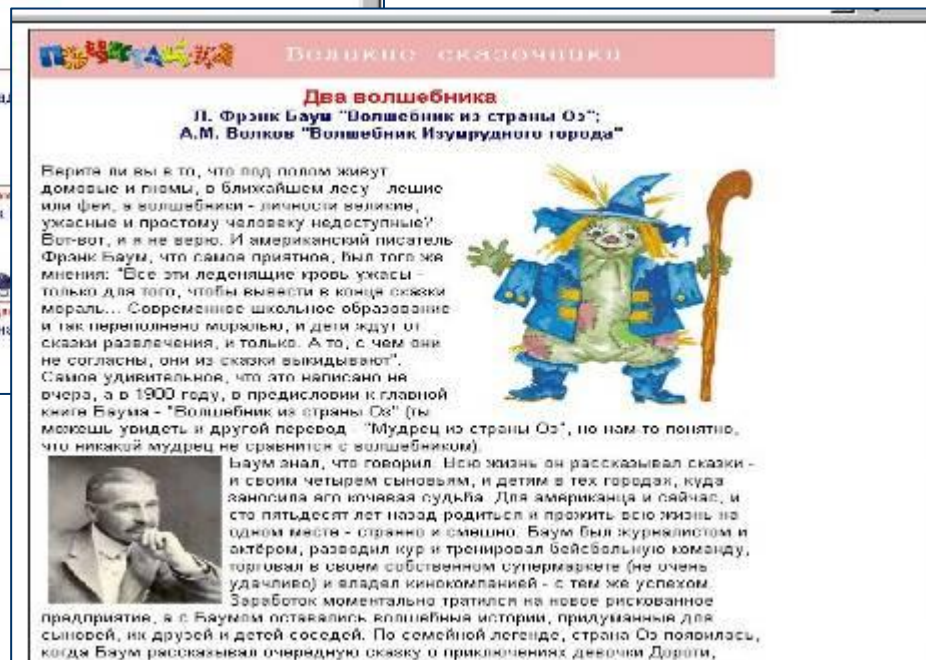 ПОЧИТАЙ-КА
Великие сказочники
Два волшебника
Л. Фрэнк Баум "Волшебник из страны Оз";
А.М. Волков "Волшебник Изумрудного города"
Верите ли вы в то, что под полом живут
домовые и гномы, в ближайшем лесу - лешие
или феи, а волшебники - личности великие,
ужасные и простому человеку недоступные?
Вот-вот, и я не верю. И американский писатель
Фрэнк Баум, что самое приятное, был того же
мнения: "Все эти леденящие кровь ужасы -
только для того, чтобы вывести в конце сказки
мораль... Современное школьное образование
и так переполнено моралью, и дети ждут от
сказки развлечения, и только. А то, с чем они
не согласны, они из сказки выкидывают".
Самое удивительное, что это написано не
вчера, а в 1900 году, в предисловии к главной
книге Баума - "Волшебник из страны Оз" (ты
можешь увидеть и другой перевод - "Мудрец из страны Оз", но нам-то понятно,
что никакой мудрец не сравнится с волшебником).
Баум знал, что говорил. Всю жизнь он рассказывал сказки -
и своим четырем сыновьям, и детям в тех городах, куда
заносила его кочевая судьба. Для американца и сейчас, и
сто пятьдесят лет назад родиться и прожить всю жизнь на
одном месте - странно и смешно. Баум был журналистом и
актёром, разводил кур и тренировал бейсбольную команду,
торговал в своем собственном супермаркете (не очень
удачливо) и владел кинокомпанией - с тем же успехом.
Заработок моментально тратился на новое рискованное
предприятие, а с Баумом оставались волшебные истории, придуманные для
сыновей, их друзей и детей соседей. По семейной легенде, страна Оз появилась,
когда Баум рассказывал очередную сказку о приключениях девочки Дороти,